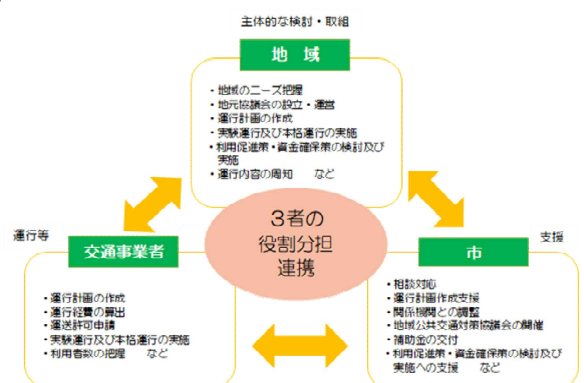 主体的な検討・取組
地 域
・地域のニーズ把握
・地元協議会の設立・運営
・運行計画の作成
・実験運行及び本格運行の実施
・利用促進策・資金確保策の検討及び
実施
・運行内容の周知 など
3者の
役割分担
連携
運行等
交通事業者
・運行計画の作成
・運行経費の算出
・運送許可申請
・実験運行及び本格運行の実施
・利用者数の把握 など
支援
市
・相談対応
・運行計画作成支援
・関係機関との調整
・地域公共交通対策協議会の開催
・補助金の交付
・利用促進策・資金確保策の検討及び
実施への支援 など